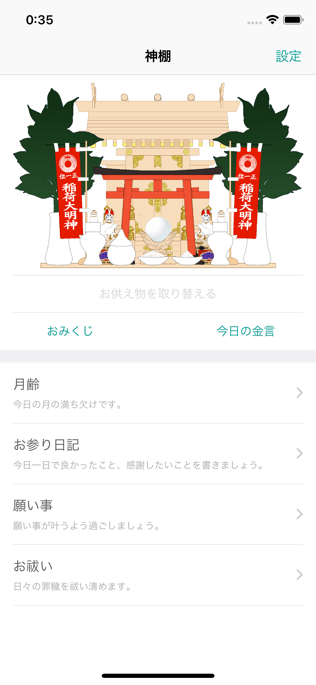 0:35
神棚
設定
正一位
稲荷大明神
正一位
稲荷大明神
お供え物を取り替える
おみくじ
今日の金言
月齢
今日の月の満ち欠けです。
お参り日記
今日一日で良かったこと、感謝したいことを書きましょう。
願い事
願い事が叶うよう過ごしましょう。
お祓い
日々の罪穢を祓い清めます。